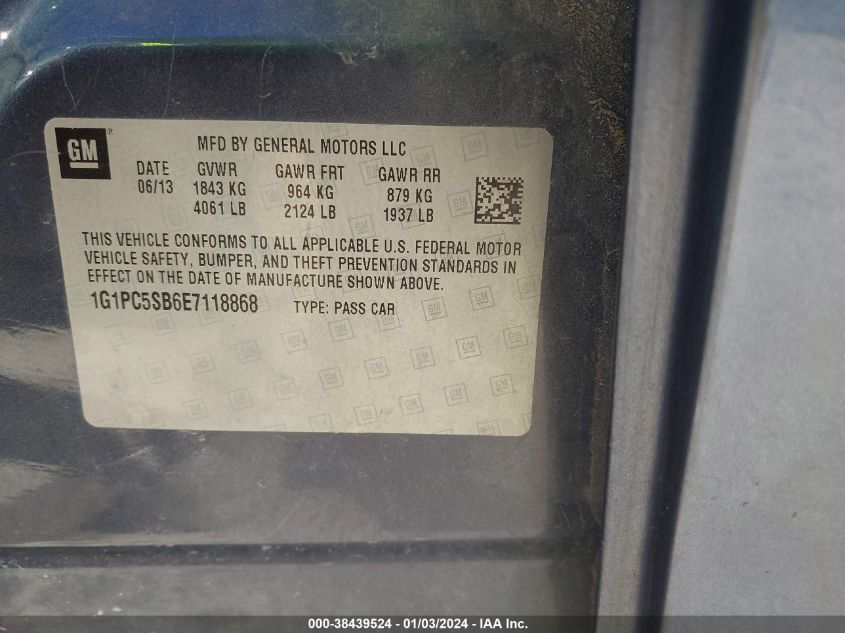 GM ®
MFD BY GENERAL MOTORS LLC
DATE GVWR GAWR FRT GAWR RR
06/13 1843 KG 964 KG 879 KG
4061 LB 2124 LB 1937 LB
THIS VEHICLE CONFORMS TO ALL APPLICABLE U.S. FEDERAL MOTOR
VEHICLE SAFETY, BUMPER, AND THEFT PREVENTION STANDARDS IN
EFFECT ON THE DATE OF MANUFACTURE SHOWN ABOVE.
1G1PC5SB6E7118868 TYPE: PASS CAR
000-38439524 — 01/03/2024 — IAA Inc.